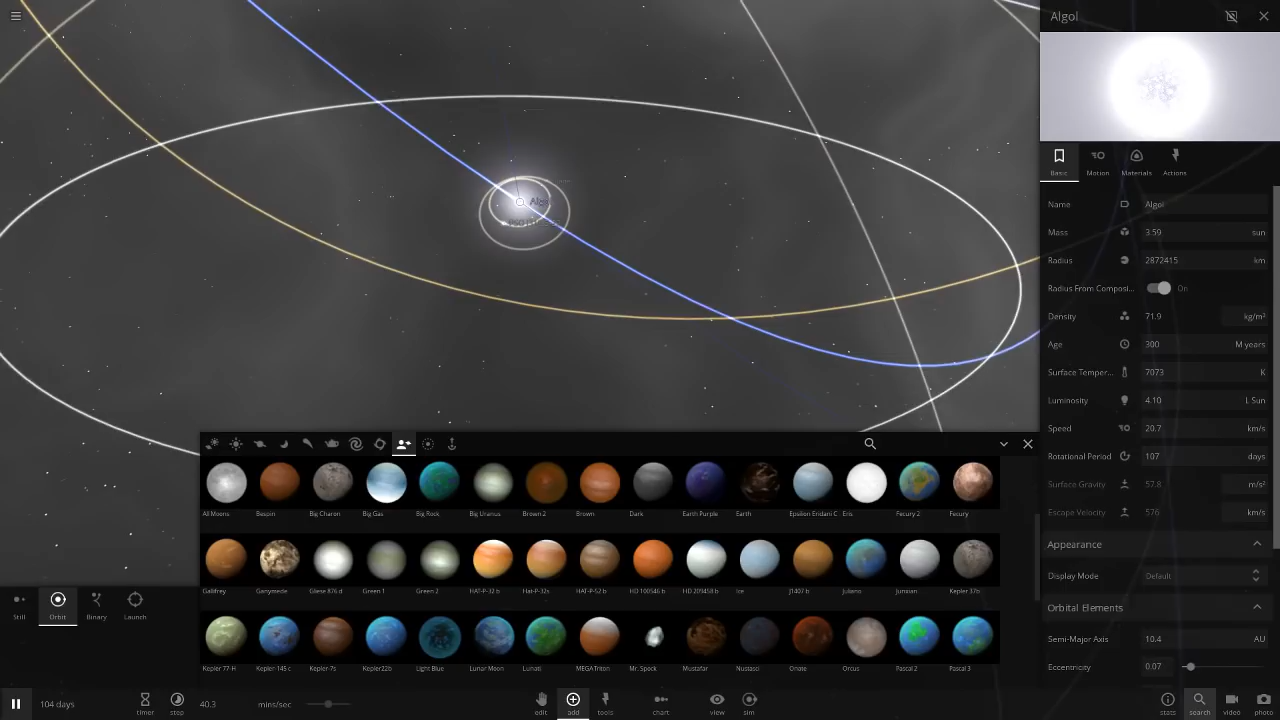 Algol
Basic
Motion
Materials
Actions
Name
Algol
Mass
3.59
sun
Radius
2872415
km
Radius From Composi...
On
Density
71.9
kg/m³
Age
300
M years
Surface Temper...
7073
K
Luminosity
4.10
L Sun
Speed
20.7
km/s
Rotational Period
107
days
Surface Gravity
57.8
m/s²
Escape Velocity
576
km/s
Appearance
Display Mode
Default
Orbital Elements
Semi-Major Axis
10.4
AU
Eccentricity
0.07
All Moons
Bespin
Big Charon
Big Gas
Big Rock
Big Uranus
Brown 2
Brown
Dark
Earth Purple
Earth
Epsilon Eridani C
Eris
Fecury 2
Fecury
Gallifrey
Ganymede
Gliese 876 d
Green 1
Green 2
HAT-P-32 b
Hat-P-32s
HAT-P-52 b
HD 100546 b
HD 209458 b
Ice
J1407 b
Juliano
Junxian
Kepler 37b
Kepler 77-H
Kepler-145 c
Kepler-7s
Kepler22b
Light Blue
Lunar Moon
Lunati
MEGATriton
Mr. Speck
Mustafar
Nustasci
Onate
Orcus
Pascal 2
Pascal 3
Still
Orbit
Binary
Launch
104 days
timer
step
40.3
mins/sec
edit
add
tools
chart
view
sim
stats
search
video
photo